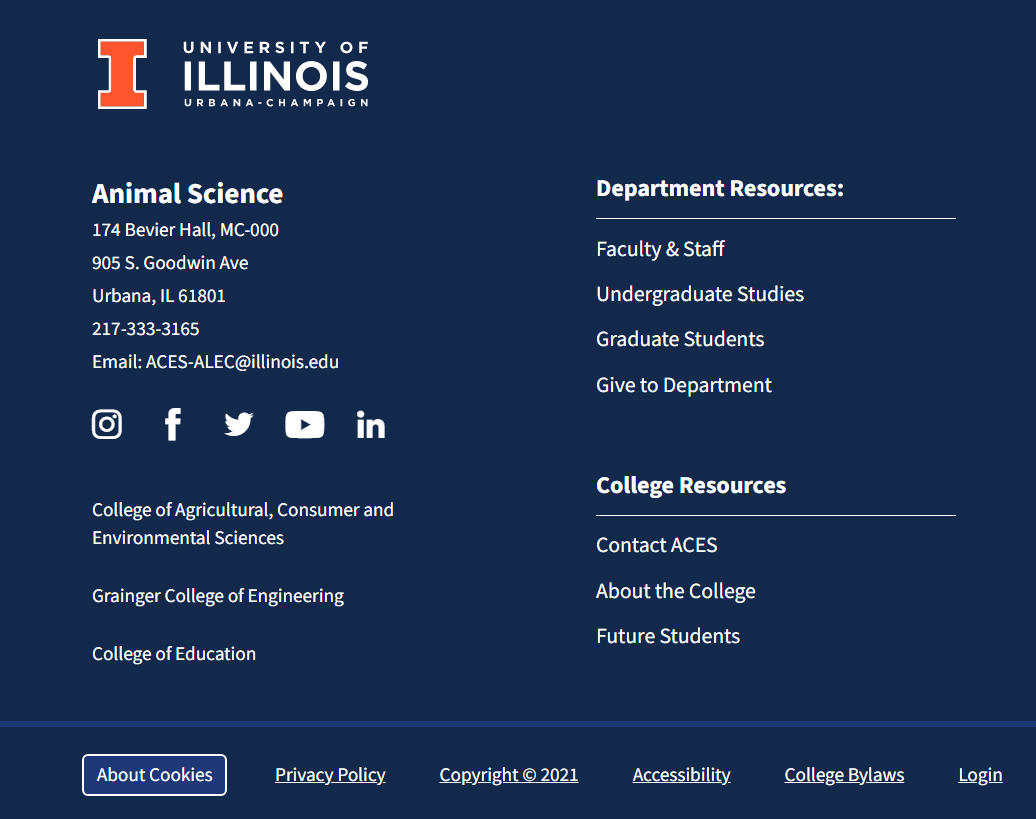 UNIVERSITY OF
ILLINOIS
URBANA-CHAMPAIGN
Animal Science
174 Bevier Hall, MC-000
905 S. Goodwin Ave
Urbana, IL 61801
217-333-3165
Email: ACES-ALEC@illinois.edu
College of Agricultural, Consumer and
Environmental Sciences
Grainger College of Engineering
College of Education
Department Resources:
Faculty & Staff
Undergraduate Studies
Graduate Students
Give to Department
College Resources
Contact ACES
About the College
Future Students
About Cookies Privacy Policy Copyright © 2021 Accessibility College Bylaws Login